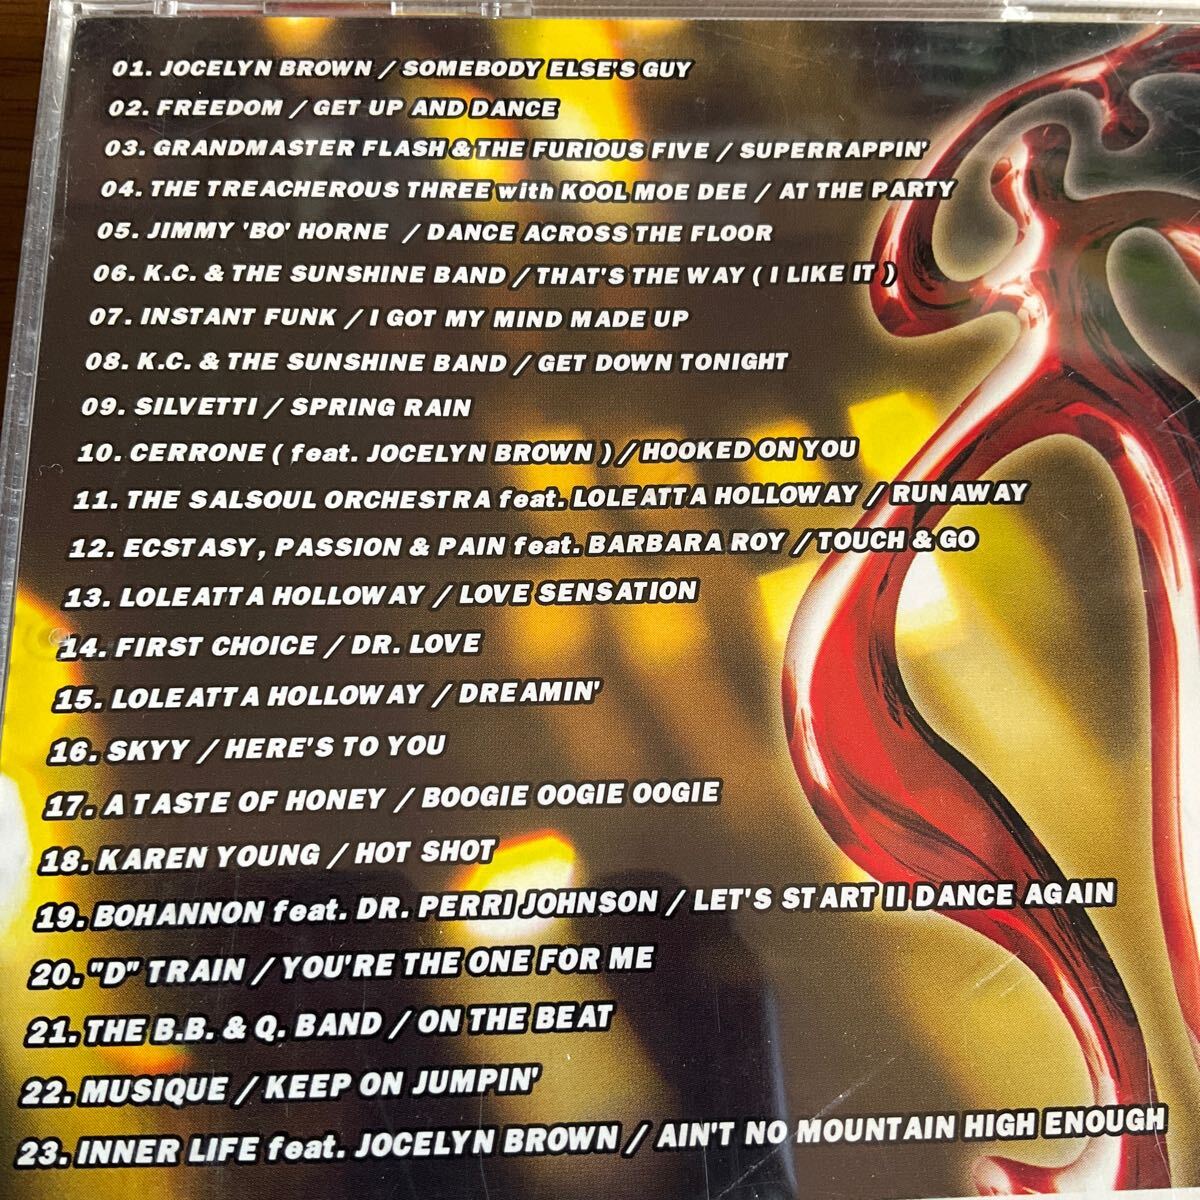 01. JOCELYN BROWN / SOMEBODY ELSE'S GUY
02. FREEDOM / GET UP AND DANCE
03. GRANDMASTER FLASH & THE FURIOUS FIVE / SUPERRAPPIN'
04. THE TREACHEROUS THREE with KOOL MOE DEE / AT THE PARTY
05. JIMMY 'BO' HORNE / DANCE ACROSS THE FLOOR
06. K.C. & THE SUNSHINE BAND / THAT'S THE WAY ( I LIKE IT )
07. INSTANT FUNK / I GOT MY MIND MADE UP
08. K.C. & THE SUNSHINE BAND / GET DOWN TONIGHT
09. SILVETTI / SPRING RAIN
10. CERRONE ( feat. JOCELYN BROWN ) / HOOKED ON YOU
11. THE SALSOUL ORCHESTRA feat. LOLEATTA HOLLOWAY / RUNAWAY
12. ECSTASY, PASSION & PAIN feat. BARBARA ROY / TOUCH & GO
13. LOLEATTA HOLLOWAY / LOVE SENSATION
14. FIRST CHOICE / DR. LOVE
15. LOLEATTA HOLLOWAY / DREAMIN'
16. SKYY / HERE'S TO YOU
17. A TASTE OF HONEY / BOOGIE OOGIE OOGIE
18. KAREN YOUNG / HOT SHOT
19. BOHANNON feat. DR. PERRI JOHNSON / LET'S START II DANCE AGAIN
20. "D" TRAIN / YOU'RE THE ONE FOR ME
21. THE B.B. & Q. BAND / ON THE BEAT
22. MUSIQUE / KEEP ON JUMPIN'
23. INNER LIFE feat. JOCELYN BROWN / AIN'T NO MOUNTAIN HIGH ENOUGH